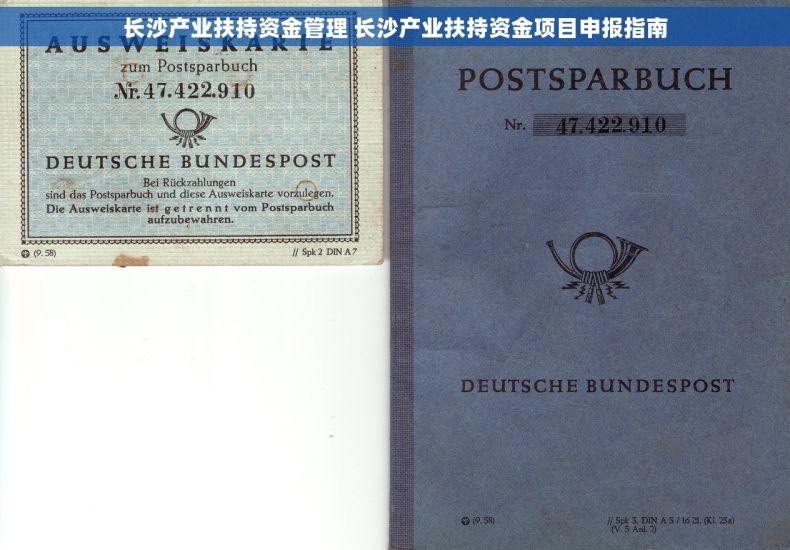 长沙产业扶持资金管理 长沙产业扶持资金项目申报指南
AUSWEISKARTE
zum Postsparbuch
Nr. 47.422.910
DEUTSCHE BUNDESPOST
Bei Rückzahlungen
sind das Postsparbuch und diese Ausweiskarte vorzulegen.
Die Ausweiskarte ist getrennt vom Postsparbuch
aufzubewahren.
(9. 58)
// Spk 2 DIN A 7
POSTSPARBUCH
Nr. 47.422.910
DEUTSCHE BUNDESPOST
(9. 58)
// Spk 3, DIN A 5 / 16 Bl. (Kl. 23a)
(V. 5 Anl. 2)